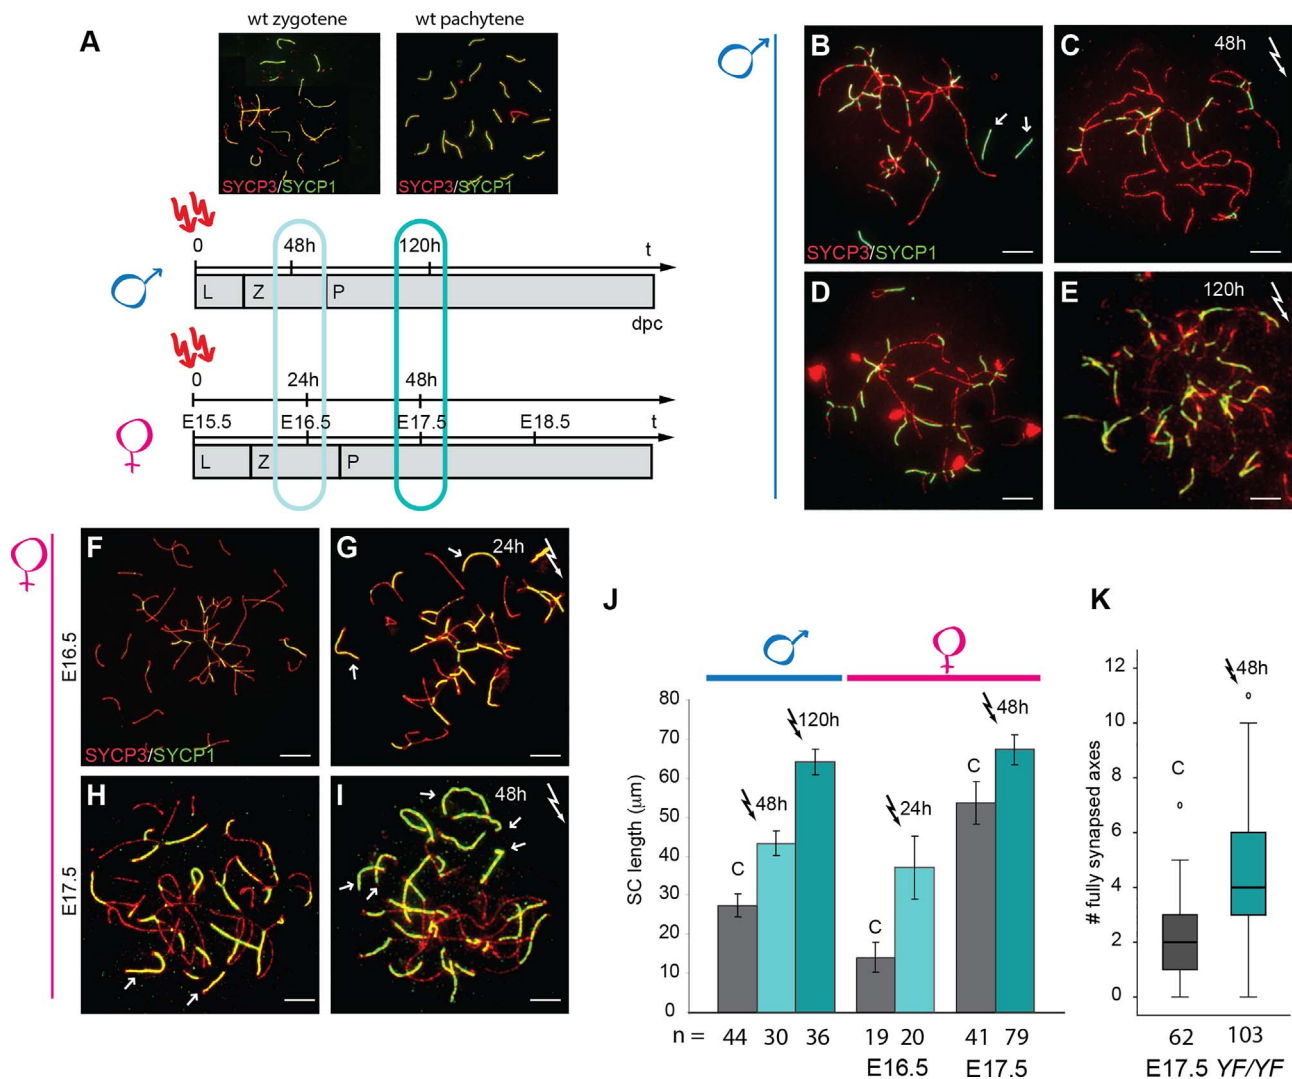 A
wt zygotene
wt pachytene
SYCP3/SYCP1
SYCP3/SYCP1
0
48h
120h
t
L
Z
P
dpc
0
24h
48h
E15.5
E16.5
E17.5
E18.5
t
L
Z
P
B
SYCP3/SYCP1
C
48h
D
E
120h
E16.5
F
SYCP3/SYCP1
G
24h
E17.5
H
I
48h
J
SC length (µm)
80
70
60
50
40
30
20
10
0
C
48h
120h
C
24h
C
48h
n =
44
30
36
19
20
41
79
E16.5
E17.5
K
# fully synapsed axes
12
10
8
6
4
2
0
C
48h
62
103
E17.5
YF/YF